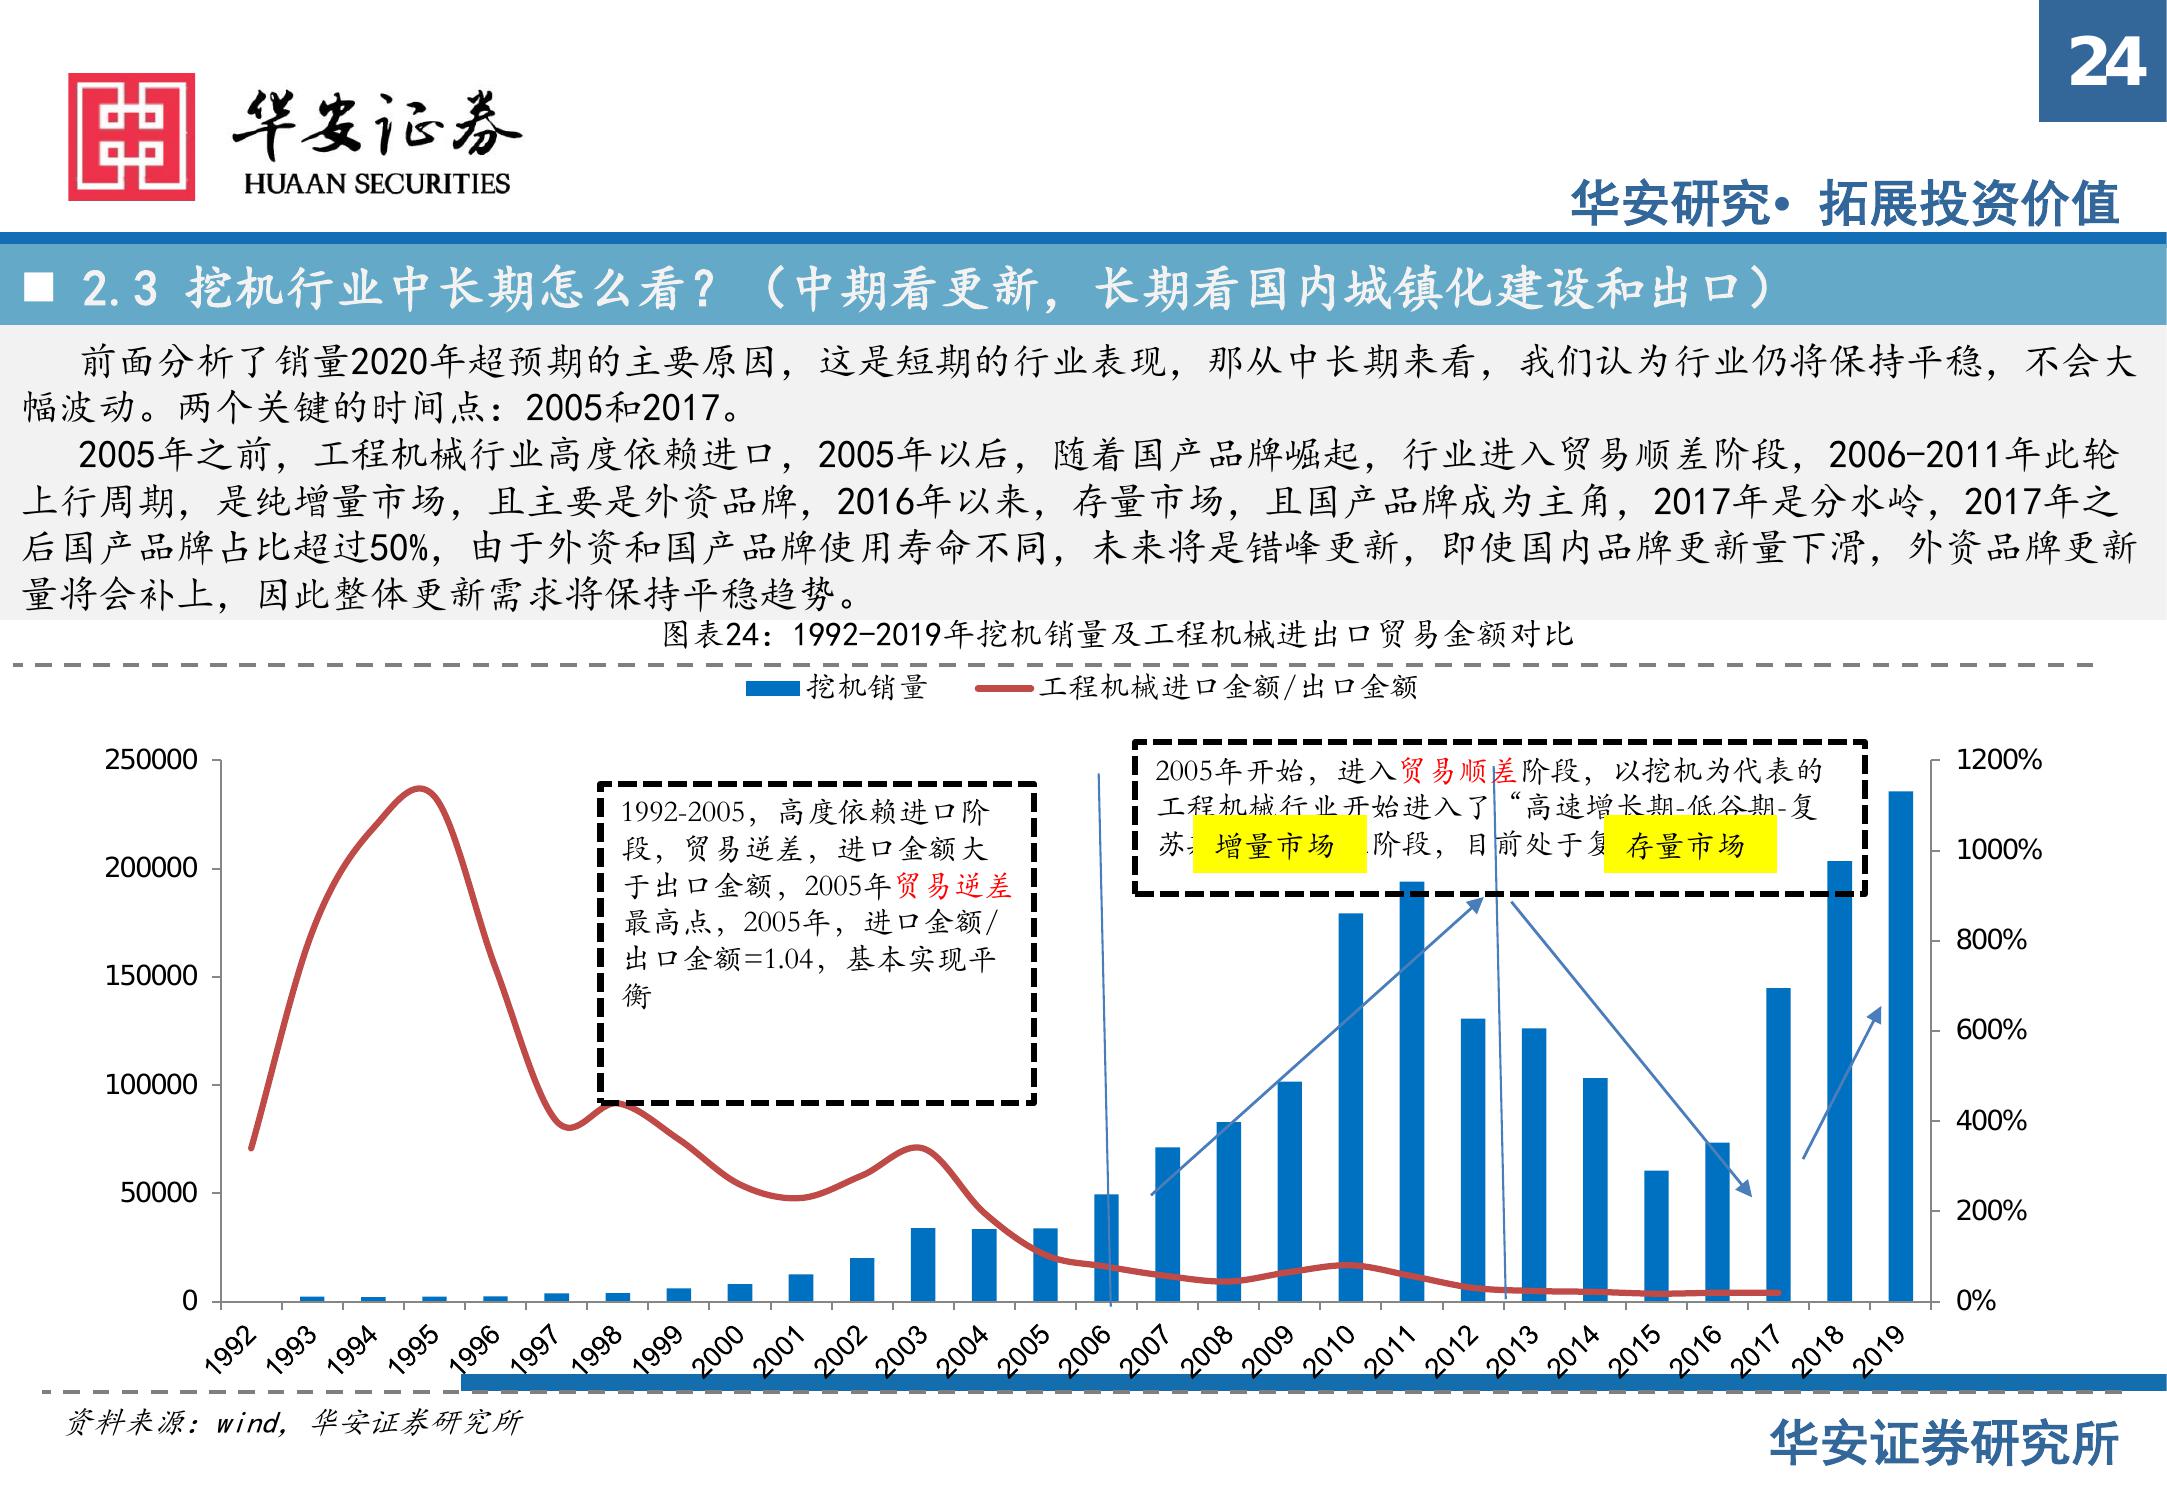 24
华安证券
HUAAN SECURITIES
华安研究• 拓展投资价值
2.3 挖机行业中长期怎么看？（中期看更新，长期看国内城镇化建设和出口）
前面分析了销量2020年超预期的主要原因，这是短期的行业表现，那从中长期来看，我们认为行业仍将保持平稳，不会大
幅波动。两个关键的时间点：2005和2017。
2005年之前，工程机械行业高度依赖进口，2005年以后，随着国产品牌崛起，行业进入贸易顺差阶段，2006-2011年此轮
上行周期，是纯增量市场，且主要是外资品牌，2016年以来，存量市场，且国产品牌成为主角，2017年是分水岭，2017年之
后国产品牌占比超过50%，由于外资和国产品牌使用寿命不同，未来将是错峰更新，即使国内品牌更新量下滑，外资品牌更新
量将会补上，因此整体更新需求将保持平稳趋势。
图表24：1992-2019年挖机销量及工程机械进出口贸易金额对比
挖机销量 工程机械进口金额/出口金额
250000
200000
150000
100000
50000
0
1992-2005，高度依赖进口阶
段，贸易逆差，进口金额大
于出口金额，2005年贸易逆差
最高点，2005年，进口金额/
出口金额=1.04，基本实现平
衡
2005年开始，进入贸易顺差阶段，以挖机为代表的
工程机械行业开始进入了“高速增长期-低谷期-复
苏 阶段，目前处于复
增量市场
存量市场
1200%
1000%
800%
600%
400%
200%
0%
1992 1993 1994 1995 1996 1997 1998 1999 2000 2001 2002 2003 2004 2005 2006 2007 2008 2009 2010 2011 2012 2013 2014 2015 2016 2017 2018 2019
资料来源：wind，华安证券研究所
华安证券研究所